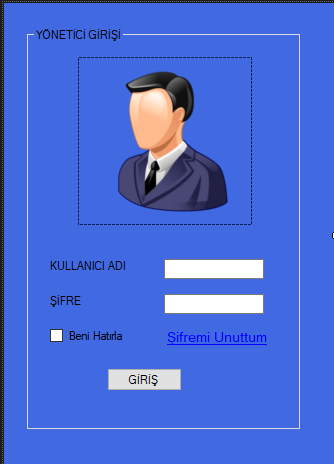 YÖNETİCİ GİRİŞİ
KULLANICI ADI
ŞİFRE
Beni Hatırla
Şifremi Unuttum
GİRİŞ